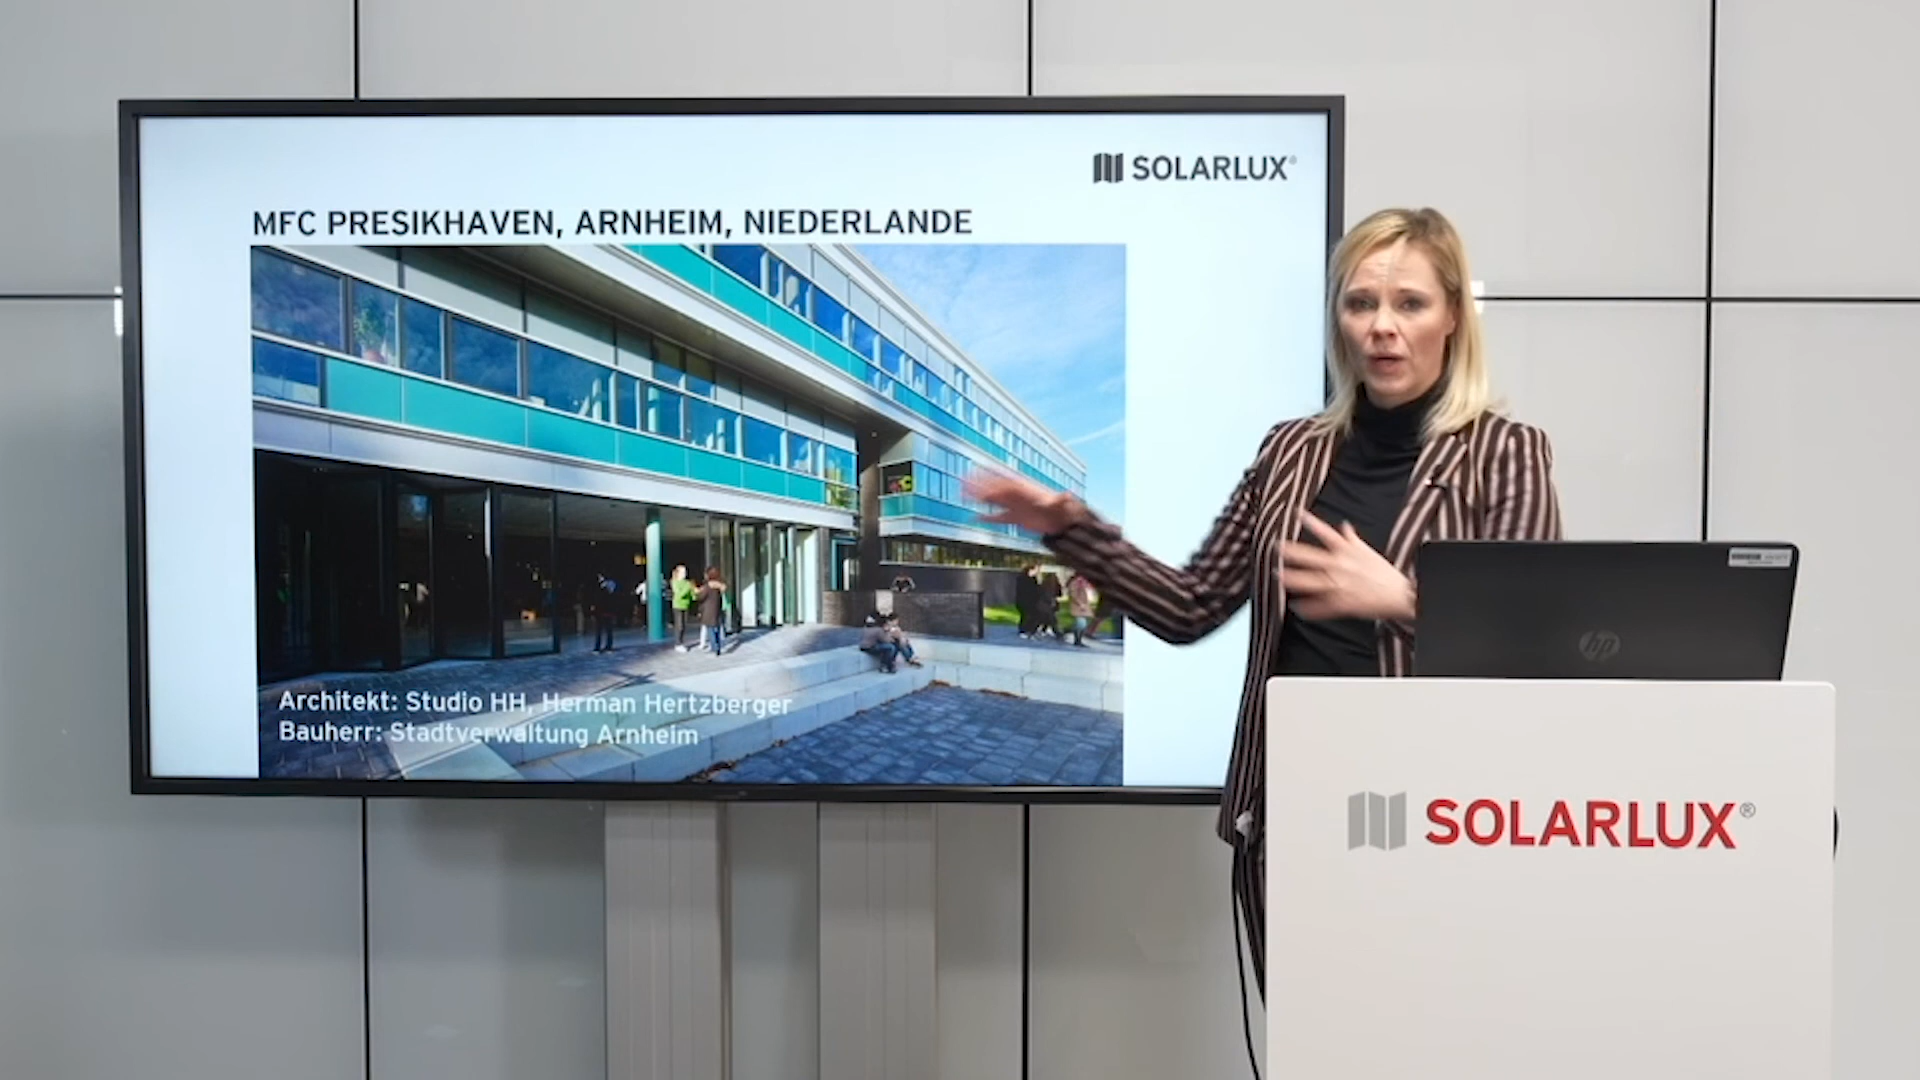 SOLARLUX®
MFC PRESIKHAVEN, ARNHEIM, NIEDERLANDE
Architekt: Studio HH, Herman Hertzberger
Bauherr: Stadtverwaltung Arnheim
hp
SOLARLUX®